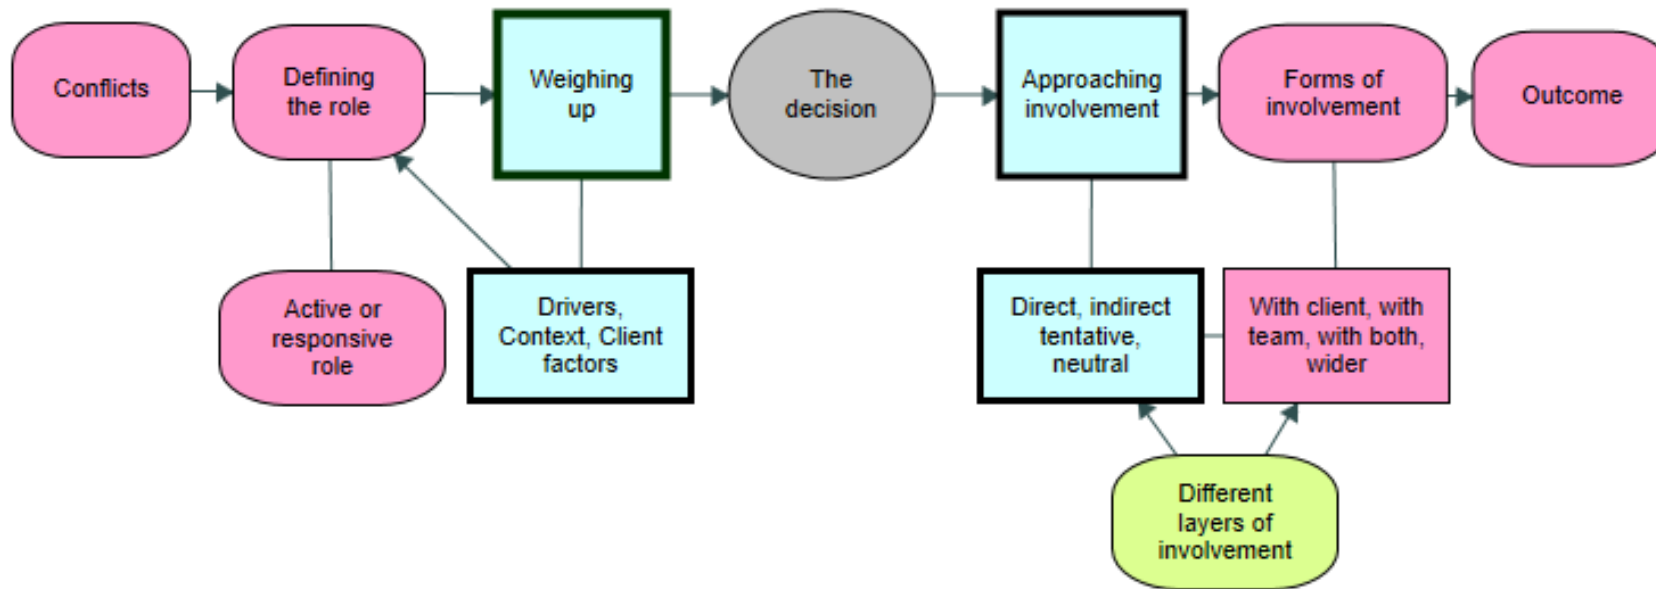 Conflicts
Defining
the role
Weighing
up
The
decision
Approaching
involvement
Forms of
involvement
Outcome
Active or
responsive
role
Drivers,
Context, Client
factors
Direct, indirect
tentative,
neutral
With client, with
team, with both,
wider
Different
layers of
involvement